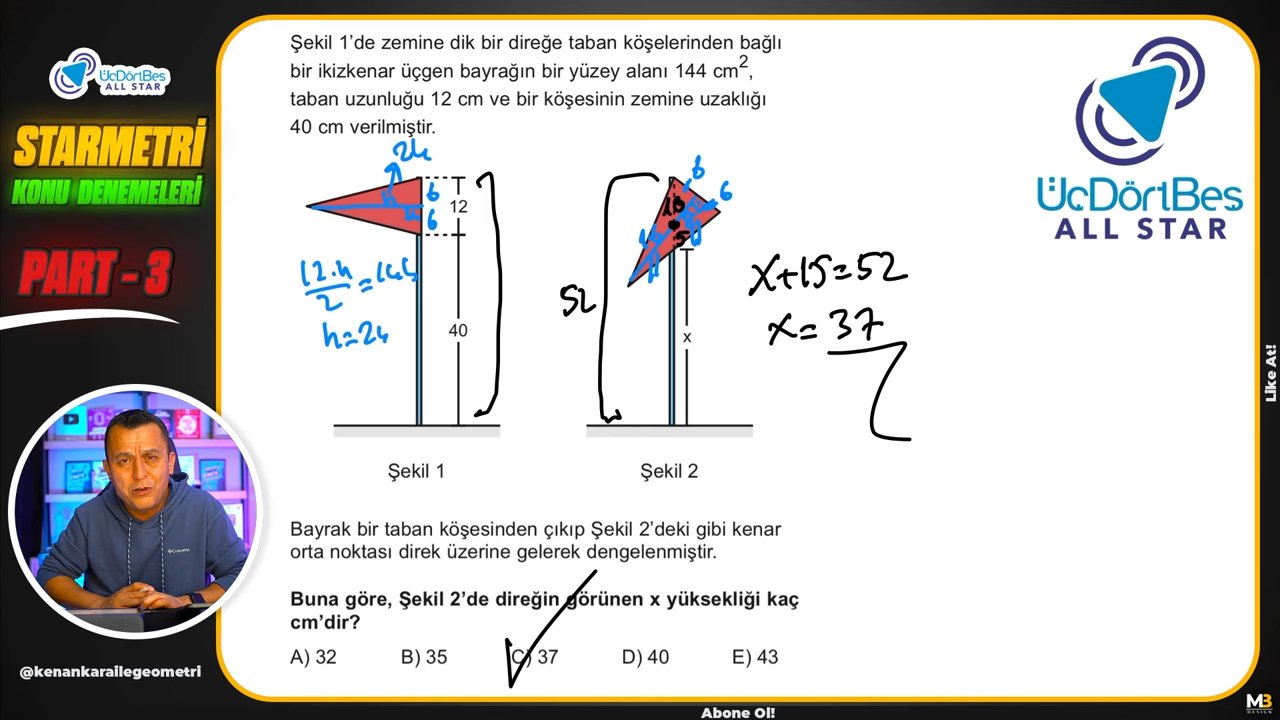 Şekil 1'de zemine dik bir direğe taban köşelerinden bağlı
bir ikizkenar üçgen bayrağın bir yüzey alanı 144 cm²,
taban uzunluğu 12 cm ve bir köşesinin zemine uzaklığı
40 cm verilmiştir.
ÜçDörtBeş
ALL STAR
STARMETRİ
KONU DENEMELERİ
PART - 3
ÜçDörtBeş
ALL STAR
24
6
6
12
12.h/2=144
h=24
40
6
6
10
5
52
x
x+15=52
x=37
Şekil 1
Şekil 2
Bayrak bir taban köşesinden çıkıp Şekil 2'deki gibi kenar
orta noktası direk üzerine gelerek dengelenmiştir.
Buna göre, Şekil 2'de direğin görünen x yüksekliği kaç
cm'dir?
A) 32 B) 35 C) 37 D) 40 E) 43
Columbia
@kenankarailegeometri
Like At!
Abone Ol!
MB
DESIGN